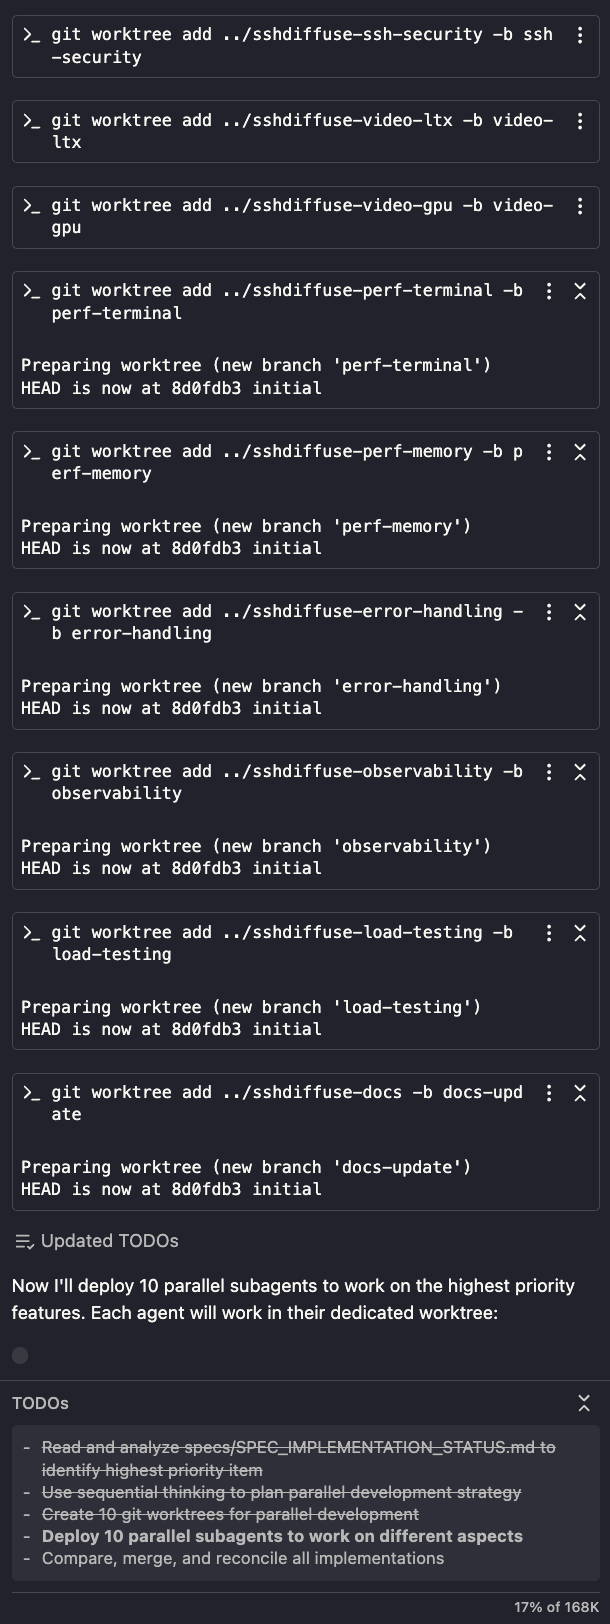 >_ git worktree add ../sshdiffuse-ssh-security -b ssh
-security
>_ git worktree add ../sshdiffuse-video-ltx -b video-
ltx
>_ git worktree add ../sshdiffuse-video-gpu -b video-
gpu
>_ git worktree add ../sshdiffuse-perf-terminal -b
perf-terminal
Preparing worktree (new branch 'perf-terminal')
HEAD is now at 8d0fdb3 initial
>_ git worktree add ../sshdiffuse-perf-memory -b p
erf-memory
Preparing worktree (new branch 'perf-memory')
HEAD is now at 8d0fdb3 initial
>_ git worktree add ../sshdiffuse-error-handling -
b error-handling
Preparing worktree (new branch 'error-handling')
HEAD is now at 8d0fdb3 initial
>_ git worktree add ../sshdiffuse-observability -b
observability
Preparing worktree (new branch 'observability')
HEAD is now at 8d0fdb3 initial
>_ git worktree add ../sshdiffuse-load-testing -b
load-testing
Preparing worktree (new branch 'load-testing')
HEAD is now at 8d0fdb3 initial
>_ git worktree add ../sshdiffuse-docs -b docs-upd
ate
Preparing worktree (new branch 'docs-update')
HEAD is now at 8d0fdb3 initial
Updated TODOs
Now I'll deploy 10 parallel subagents to work on the highest priority
features. Each agent will work in their dedicated worktree:
TODOs
- Read and analyze specs/SPEC_IMPLEMENTATION_STATUS.md to
identify highest priority item
- Use sequential thinking to plan parallel development strategy
- Create 10 git worktrees for parallel development
- Deploy 10 parallel subagents to work on different aspects
- Compare, merge, and reconcile all implementations
17% of 168K